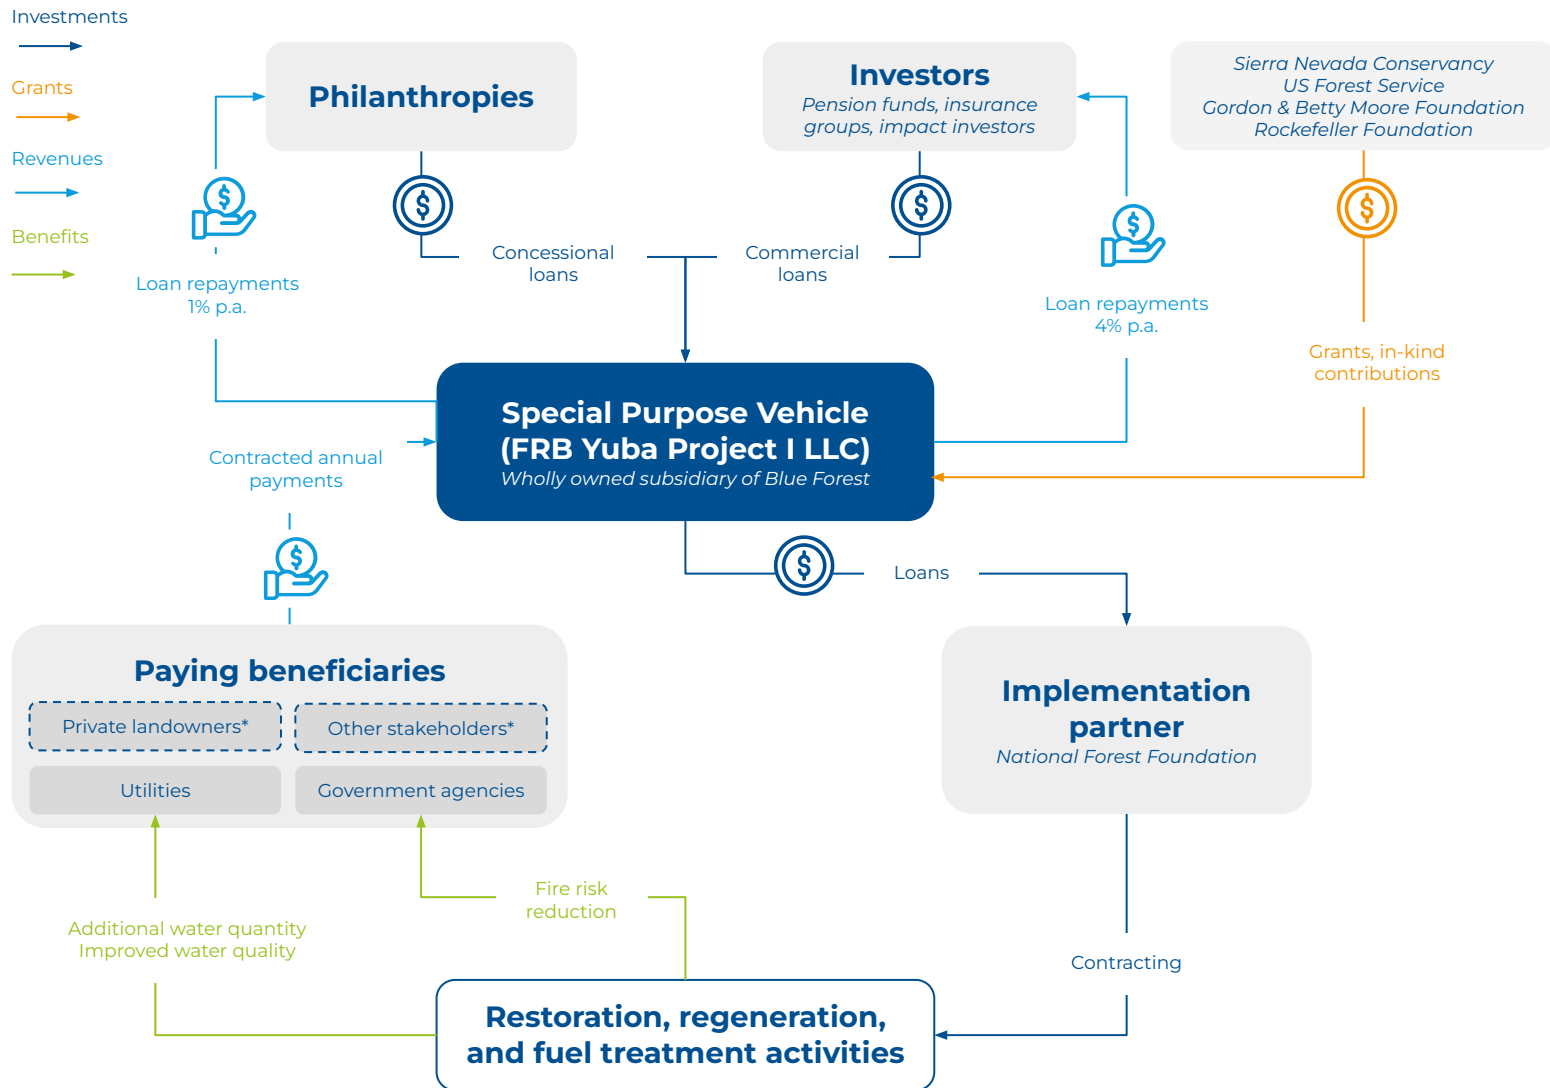 Investments
Grants
Revenues
Benefits
Philanthropies
Investors
Pension funds, insurance
groups, impact investors
Sierra Nevada Conservancy
US Forest Service
Gordon & Betty Moore Foundation
Rockefeller Foundation
$
$
$
$
$
Concessional
loans
Commercial
loans
Loan repayments
1% p.a.
Loan repayments
4% p.a.
Grants, in-kind
contributions
Special Purpose Vehicle
(FRB Yuba Project I LLC)
Wholly owned subsidiary of Blue Forest
Contracted annual
payments
$
$
Loans
Paying beneficiaries
Private landowners*
Other stakeholders*
Utilities
Government agencies
Implementation
partner
National Forest Foundation
Fire risk
reduction
Additional water quantity
Improved water quality
Contracting
Restoration, regeneration,
and fuel treatment activities